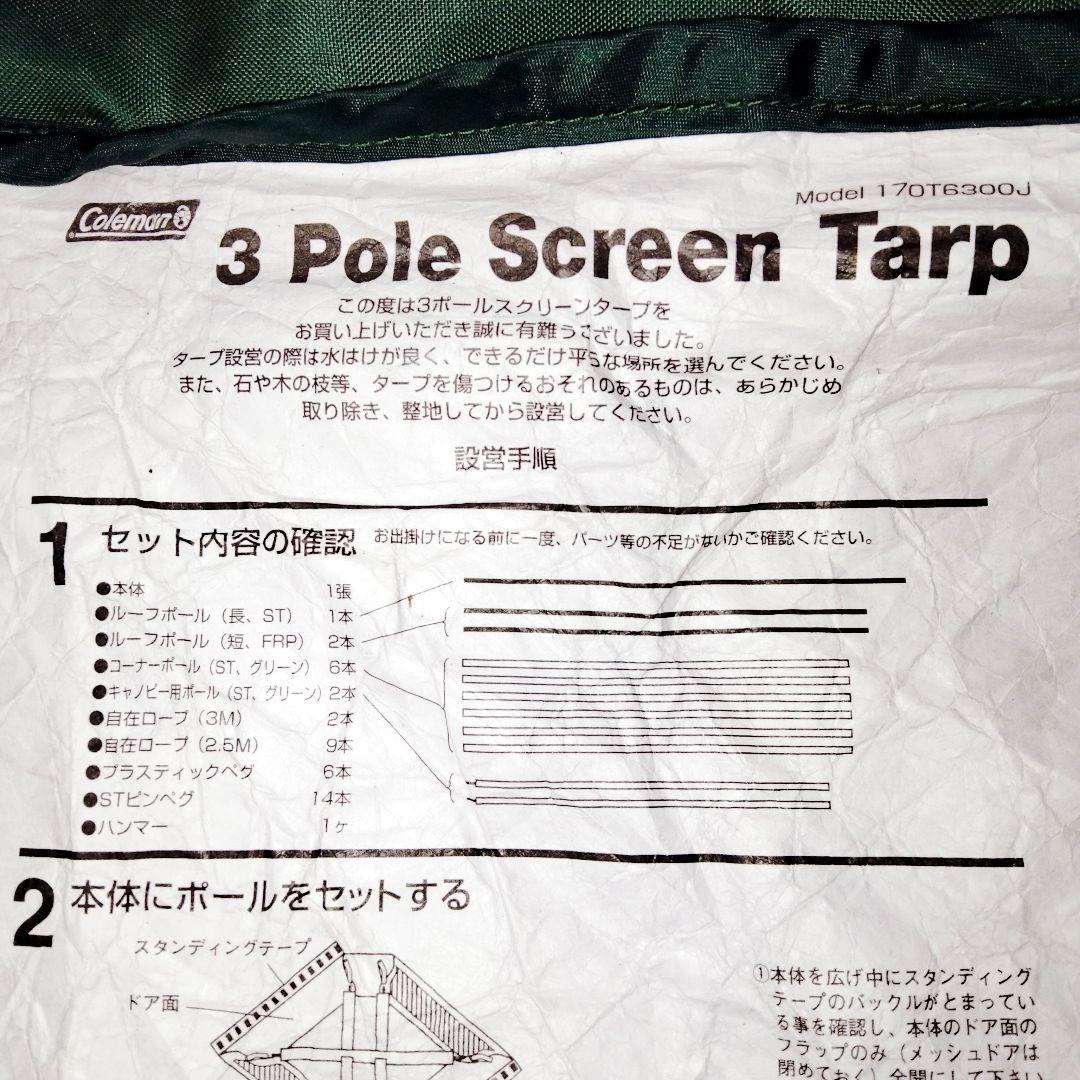 Coleman
Model 170T6300J
3 Pole Screen Tarp
この度は3ポールスクリーンタープを
お買い上げいただき誠に有難うございました。
タープ設営の際は水はけが良く、できるだけ平らな場所を選んでください。
また、石や木の枝等、タープを傷つけるおそれのあるものは、あらかじめ
取り除き、整地してから設営してください。
設営手順
1 セット内容の確認 お出掛けになる前に一度、パーツ等の不足がないかご確認ください。
●本体 1張
●ルーフポール（長、ST） 1本
●ルーフポール（短、FRP） 2本
●コーナーポール（ST、グリーン） 6本
●キャノピー用ポール（ST、グリーン） 2本
●自在ロープ（3M） 2本
●自在ロープ（2.5M） 9本
●プラスティックペグ 6本
●STピンペグ 14本
●ハンマー 1ヶ
2 本体にポールをセットする
スタンディングテープ
ドア面
①本体を広げ中にスタンディング
テープのバックルがとまってい
る事を確認し、本体のドア面の
フラップのみ（メッシュドアは
閉めておく）全開にして下さい